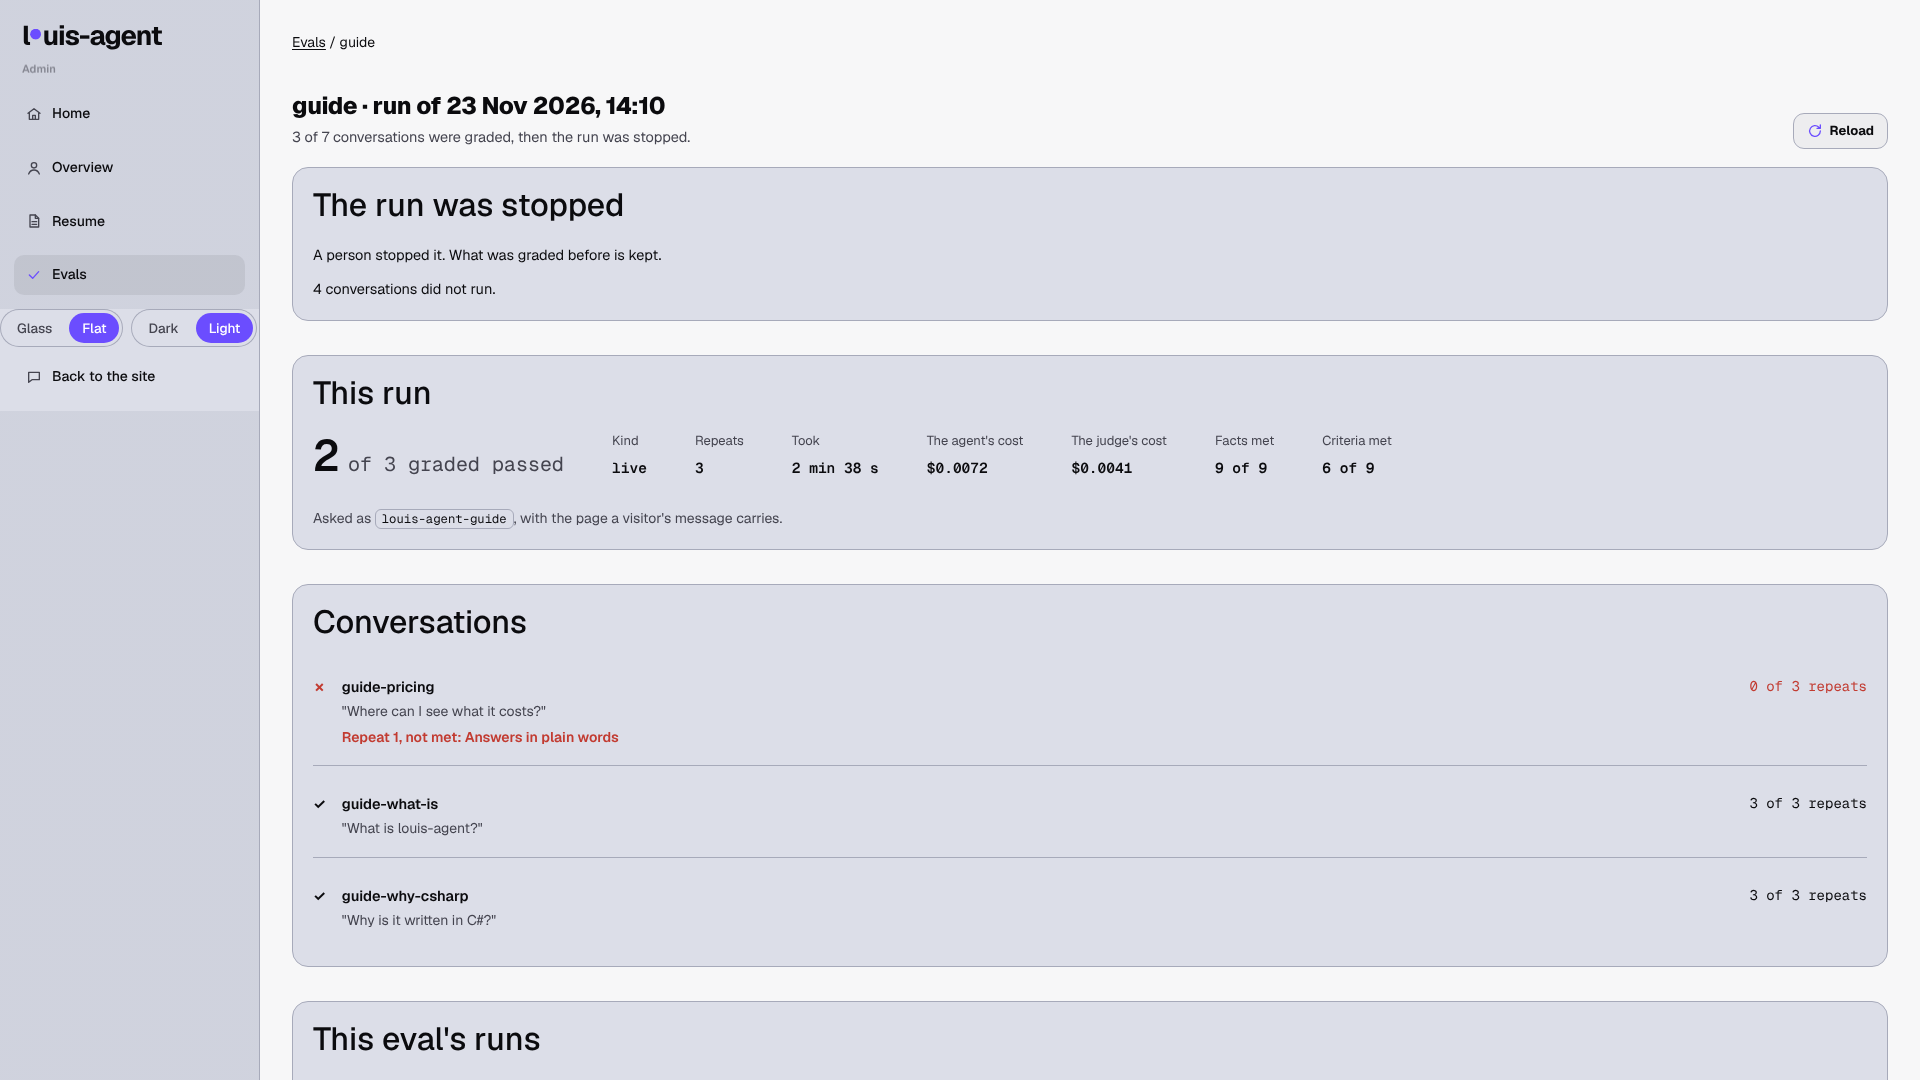 louis-agent
Admin
Home
Overview
Resume
Evals
Glass Flat Dark Light
Back to the site
Evals / guide
guide · run of 23 Nov 2026, 14:10
3 of 7 conversations were graded, then the run was stopped.
Reload
The run was stopped
A person stopped it. What was graded before is kept.
4 conversations did not run.
This run
2 of 3 graded passed
Kind Repeats Took The agent's cost The judge's cost Facts met Criteria met
live 3 2 min 38 s $0.0072 $0.0041 9 of 9 6 of 9
Asked as louis-agent-guide, with the page a visitor's message carries.
Conversations
guide-pricing 0 of 3 repeats
"Where can I see what it costs?"
Repeat 1, not met: Answers in plain words
guide-what-is 3 of 3 repeats
"What is louis-agent?"
guide-why-csharp 3 of 3 repeats
"Why is it written in C#?"
This eval's runs